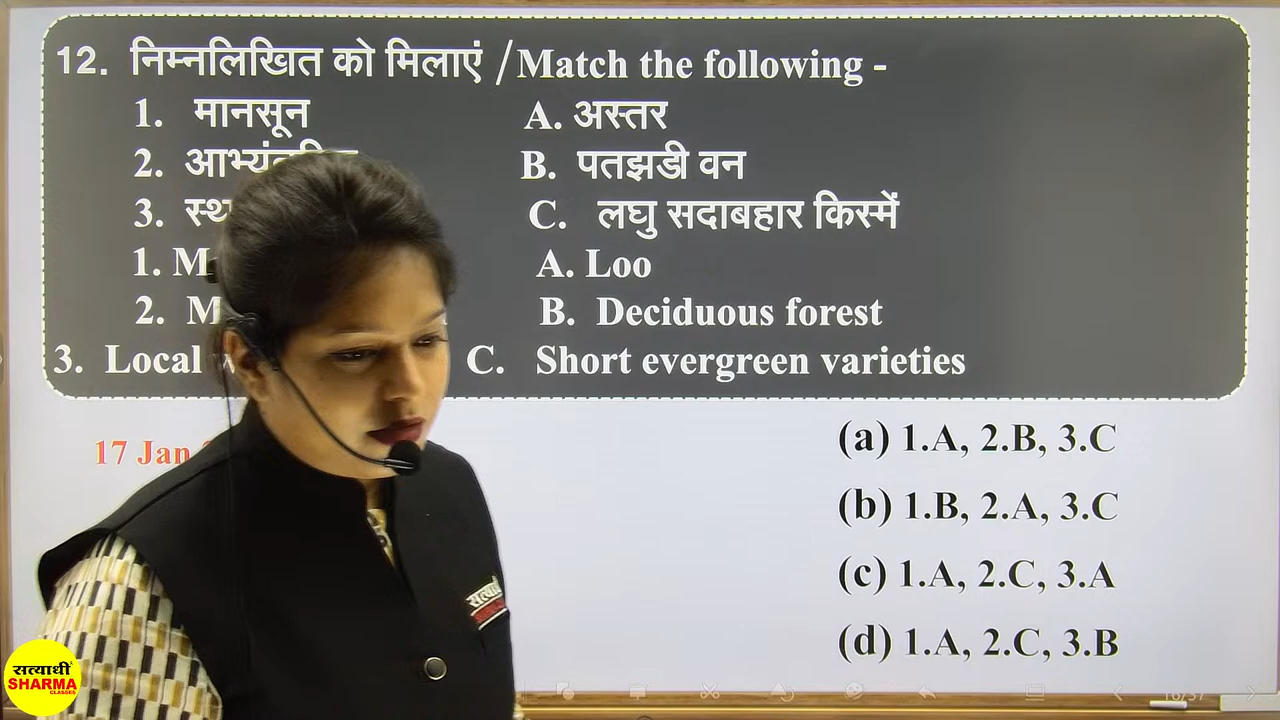 12. निम्नलिखित को मिलाएं / Match the following -
1. मानसून A. अस्तर
2. B. पतझडी वन
3. C. लघु सदाबहार किस्में
1. A. Loo
2. B. Deciduous forest
3. Local C. Short evergreen varieties
17 Jan
(a) 1.A, 2.B, 3.C
(b) 1.B, 2.A, 3.C
(c) 1.A, 2.C, 3.A
(d) 1.A, 2.C, 3.B
सत्यार्थी
SHARMA
CLASSES